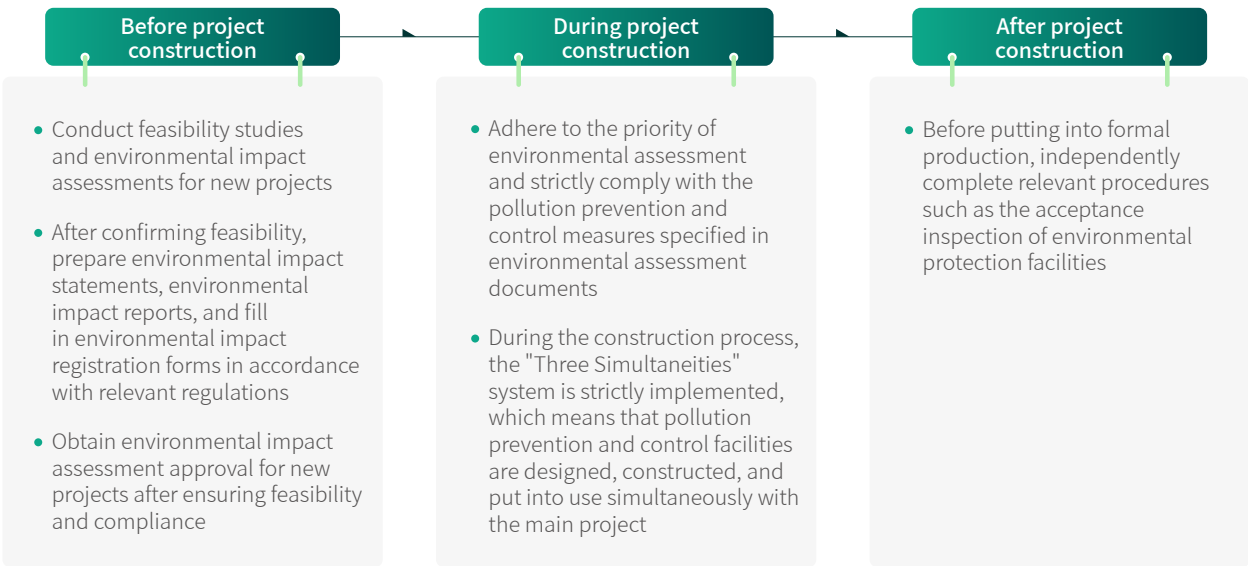 Before project
construction
During project
construction
After project
construction
Conduct feasibility studies
and environmental impact
assessments for new projects
After confirming feasibility,
prepare environmental impact
statements, environmental
impact reports, and fill
in environmental impact
registration forms in accordance
with relevant regulations
Obtain environmental impact
assessment approval for new
projects after ensuring feasibility
and compliance
Adhere to the priority of
environmental assessment
and strictly comply with the
pollution prevention and
control measures specified in
environmental assessment
documents
During the construction process,
the "Three Simultaneities"
system is strictly implemented,
which means that pollution
prevention and control facilities
are designed, constructed, and
put into use simultaneously with
the main project
Before putting into formal
production, independently
complete relevant procedures
such as the acceptance
inspection of environmental
protection facilities